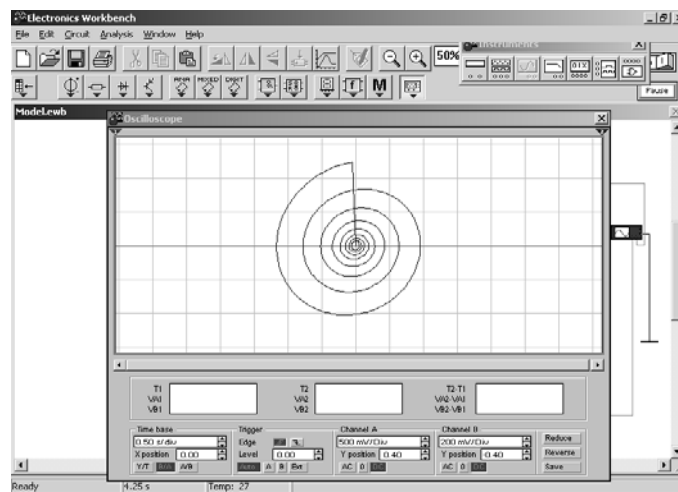 Electronics Workbench
File Edit Circuit Analysis Window Help
50%
Instruments
ANA MIXED DIGIT
M
Pause
Model.ewb
Oscilloscope
T1 T2 T2-T1
VA1 VA2 VA2-VA1
VB1 VB2 VB2-VB1
Time base Trigger Channel A Channel B
0.50 s/div Edge 500 mV/Div 200 mV/Div Reduce
X position 0.00 Level 0.00 Y position -0.40 Y position -0.40 Reverse
Y/T B/A A/B Auto A B Ext AC 0 DC AC 0 DC Save
Ready 4.25 s Temp: 27